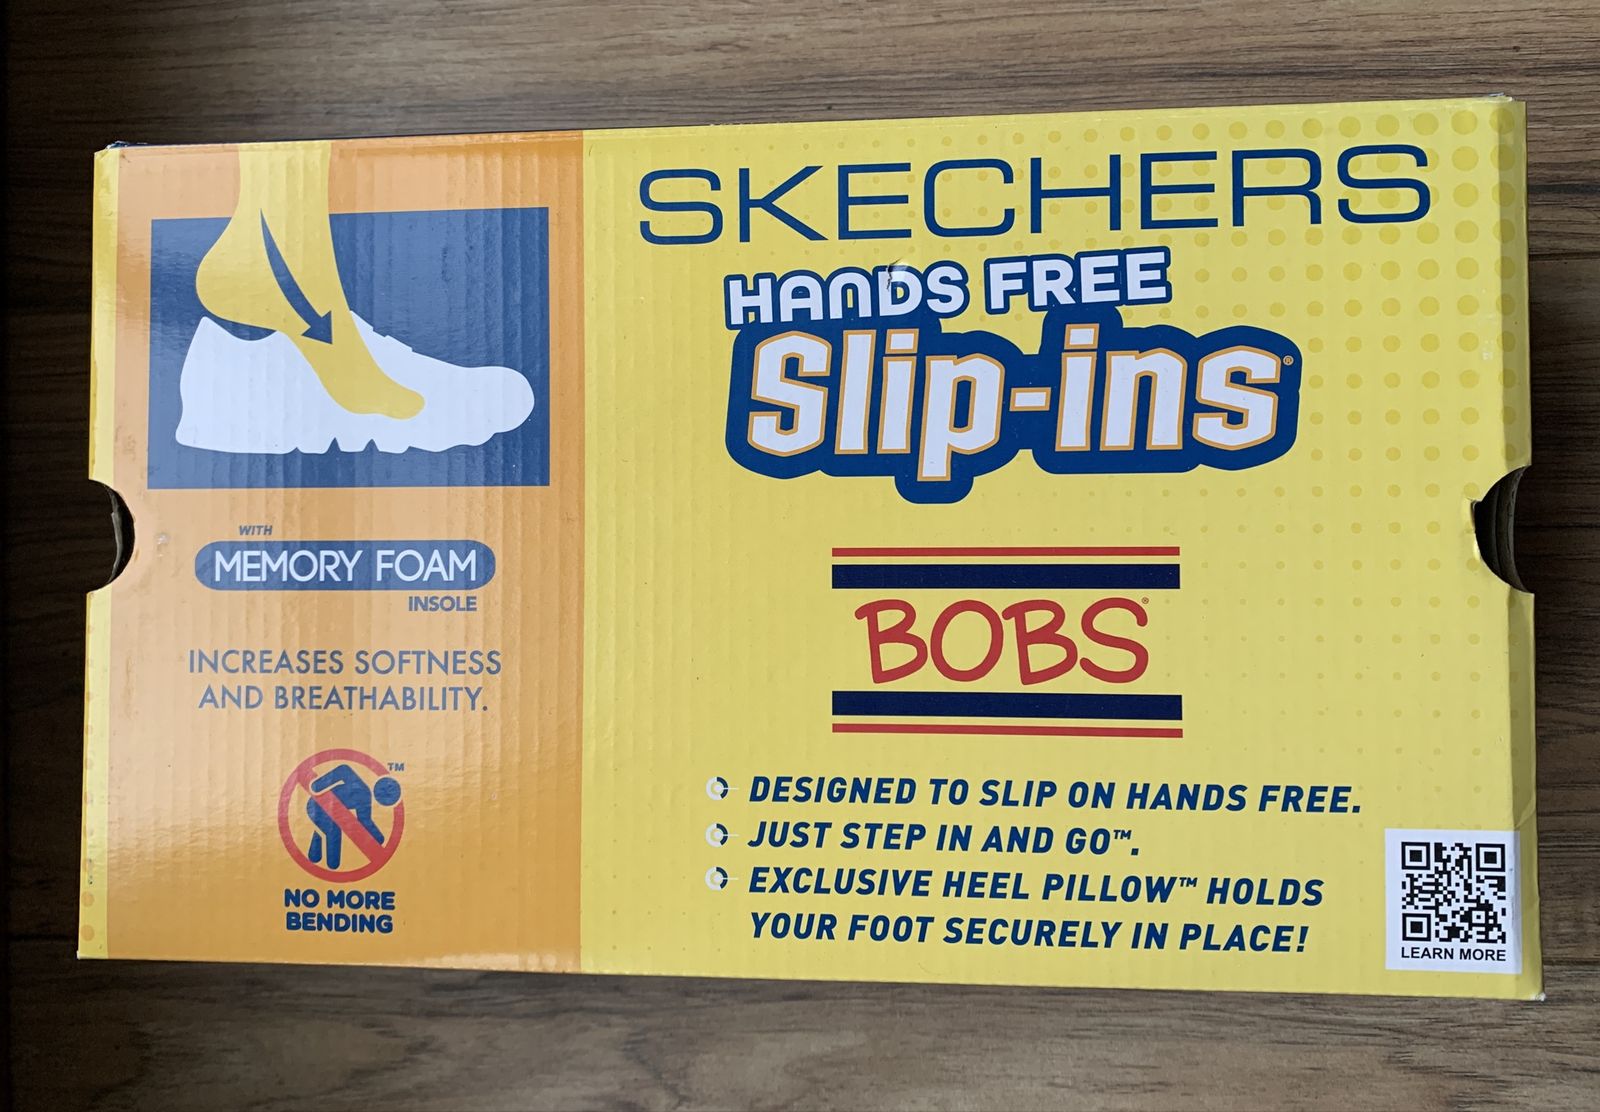 WITH
MEMORY FOAM
INSOLE
INCREASES SOFTNESS
AND BREATHABILITY.
TM
NO MORE
BENDING
SKECHERS
HANDS FREE
Slip-ins®
BOBS®
DESIGNED TO SLIP ON HANDS FREE.
JUST STEP IN AND GO™.
EXCLUSIVE HEEL PILLOW™ HOLDS
YOUR FOOT SECURELY IN PLACE!
LEARN MORE